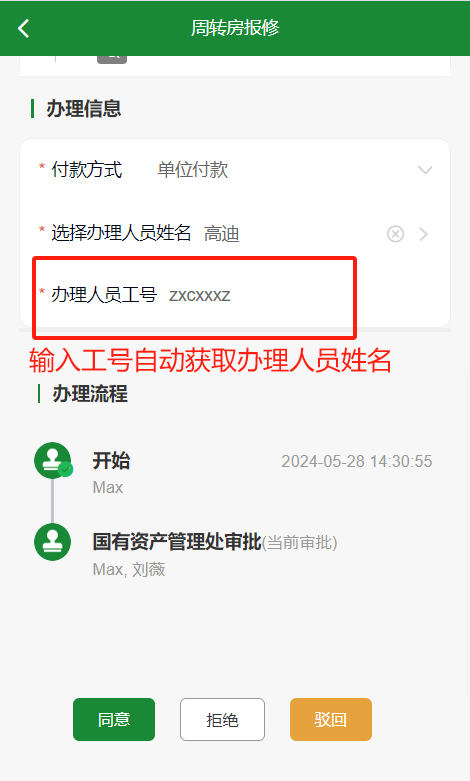 周转房报修
办理信息
* 付款方式 单位付款
* 选择办理人员姓名 高迪
* 办理人员工号 zxcxxxz
输入工号自动获取办理人员姓名
办理流程
开始 2024-05-28 14:30:55
Max
国有资产管理处审批(当前审批)
Max, 刘薇
同意 拒绝 驳回